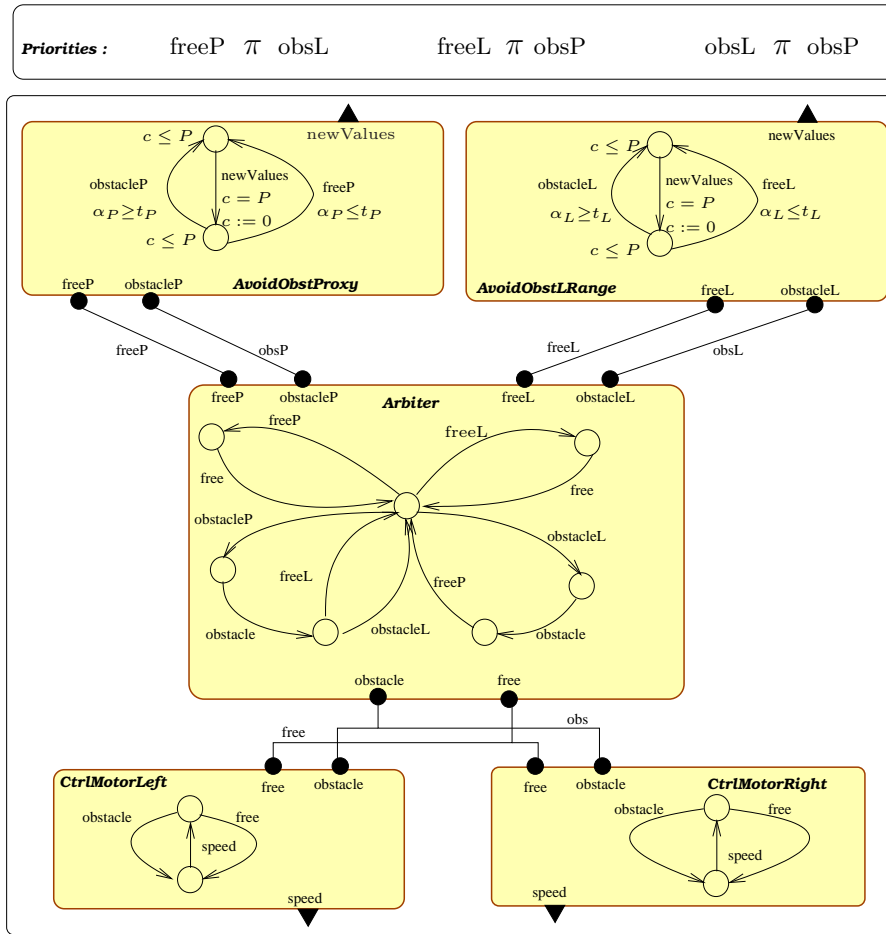 Priorities : freeP π obsL freeL π obsP obsL π obsP
newValues
c ≤ P
newValues
obstacleP
freeP
c = P
α_P ≥ t_P
α_P ≤ t_P
c := 0
c ≤ P
AvoidObstProxy
freeP
obstacleP
newValues
c ≤ P
newValues
obstacleL
freeL
c = P
α_L ≥ t_L
α_L ≤ t_L
c := 0
c ≤ P
AvoidObstLRange
freeL
obstacleL
freeP
obsP
freeL
obsL
freeP
obstacleP
freeL
obstacleL
Arbiter
freeP
freeL
free
free
obstacleP
obstacleL
freeL
freeP
obstacle
obstacleL
obstacle
obstacle
free
free
obs
CtrlMotorLeft
free
obstacle
obstacle
free
speed
speed
free
obstacle
CtrlMotorRight
obstacle
free
speed
speed